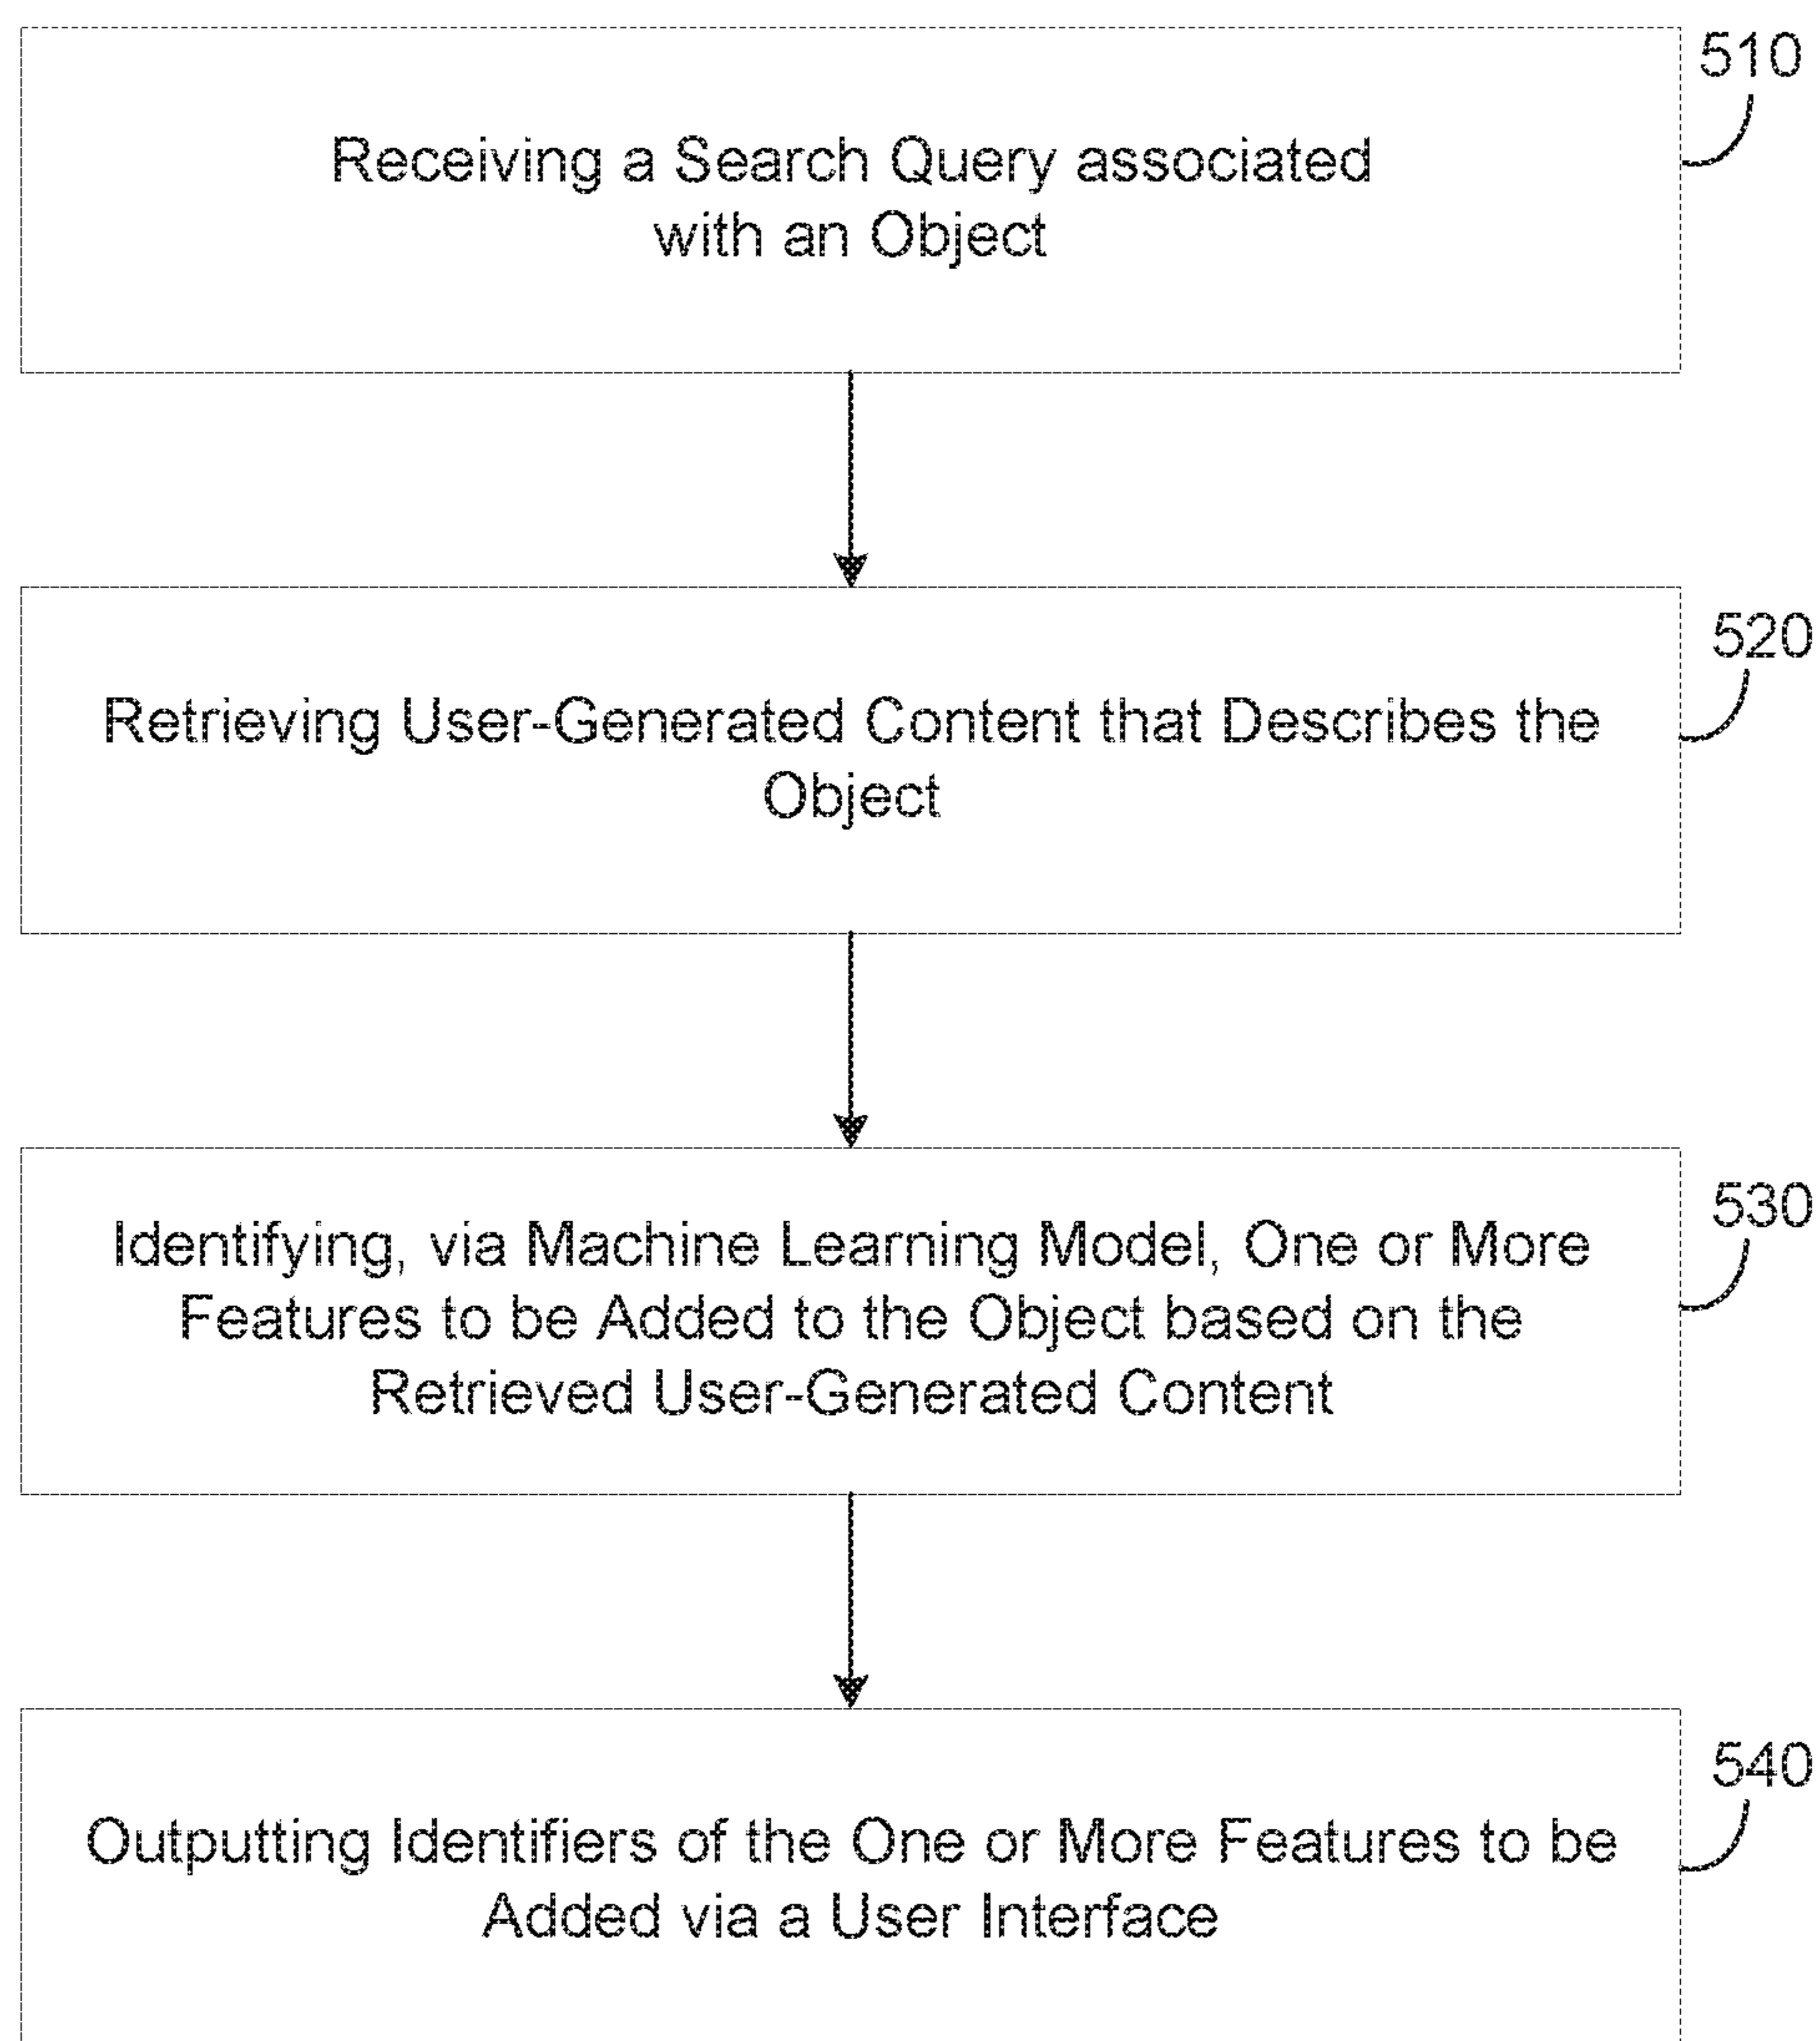 510
Receiving a Search Query associated
with an Object
520
Retrieving User-Generated Content that Describes the
Object
530
Identifying, via Machine Learning Model, One or More
Features to be Added to the Object based on the
Retrieved User-Generated Content
540
Outputting Identifiers of the One or More Features to be
Added via a User Interface